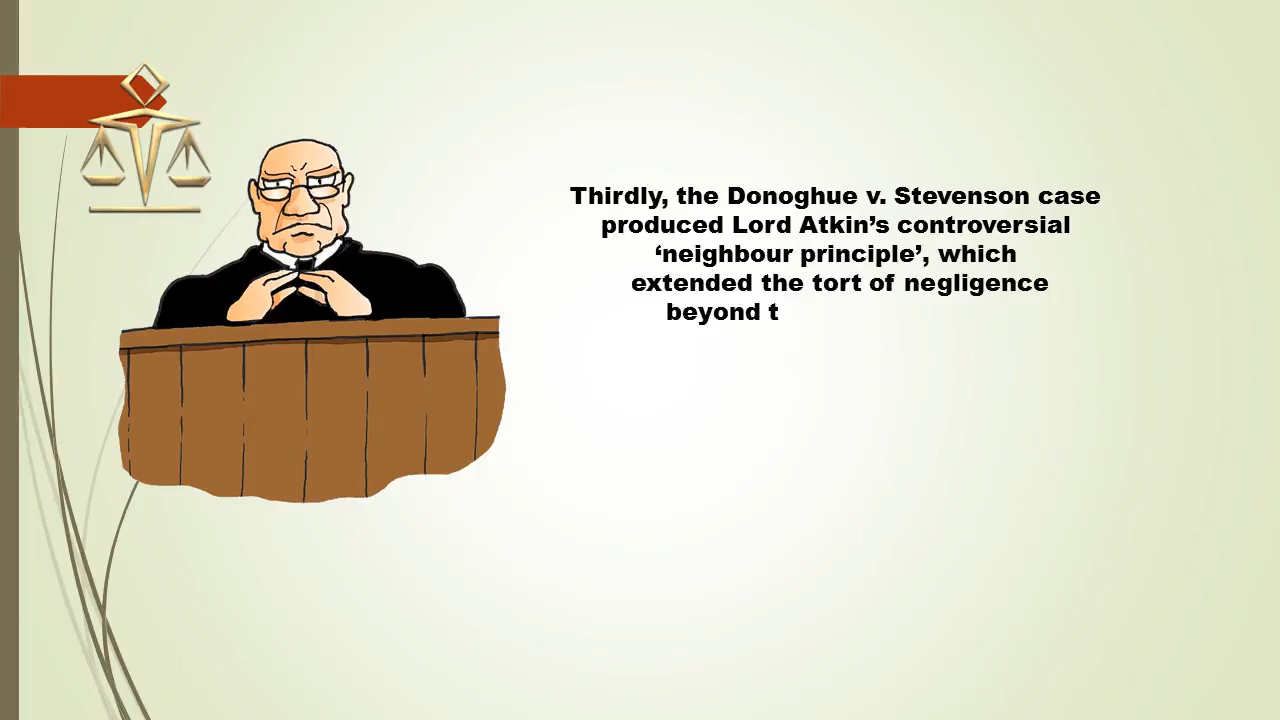 Thirdly, the Donoghue v. Stevenson case
produced Lord Atkin’s controversial
‘neighbour principle’, which
extended the tort of negligence
beyond t